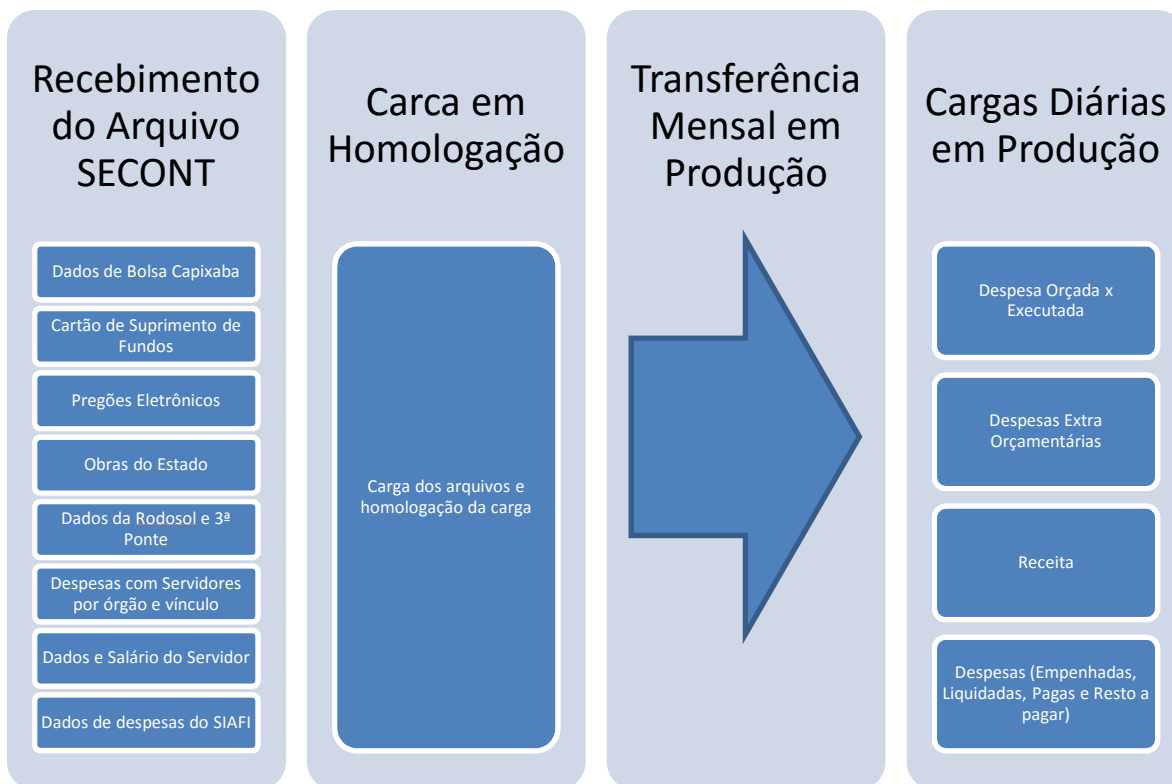 Recebimento
do Arquivo
SECONT
Dados de Bolsa Capixaba
Cartão de Suprimento de
Fundos
Pregões Eletrônicos
Obras do Estado
Dados da Rodosol e 3ª
Ponte
Despesas com Servidores
por órgão e vínculo
Dados e Salário do Servidor
Dados de despesas do SIAFI
Carca em
Homologação
Carga dos arquivos e
homologação da carga
Transferência
Mensal em
Produção
Cargas Diárias
em Produção
Despesa Orçada x
Executada
Despesas Extra
Orçamentárias
Receita
Despesas (Empenhadas,
Liquidadas, Pagas e Resto a
pagar)